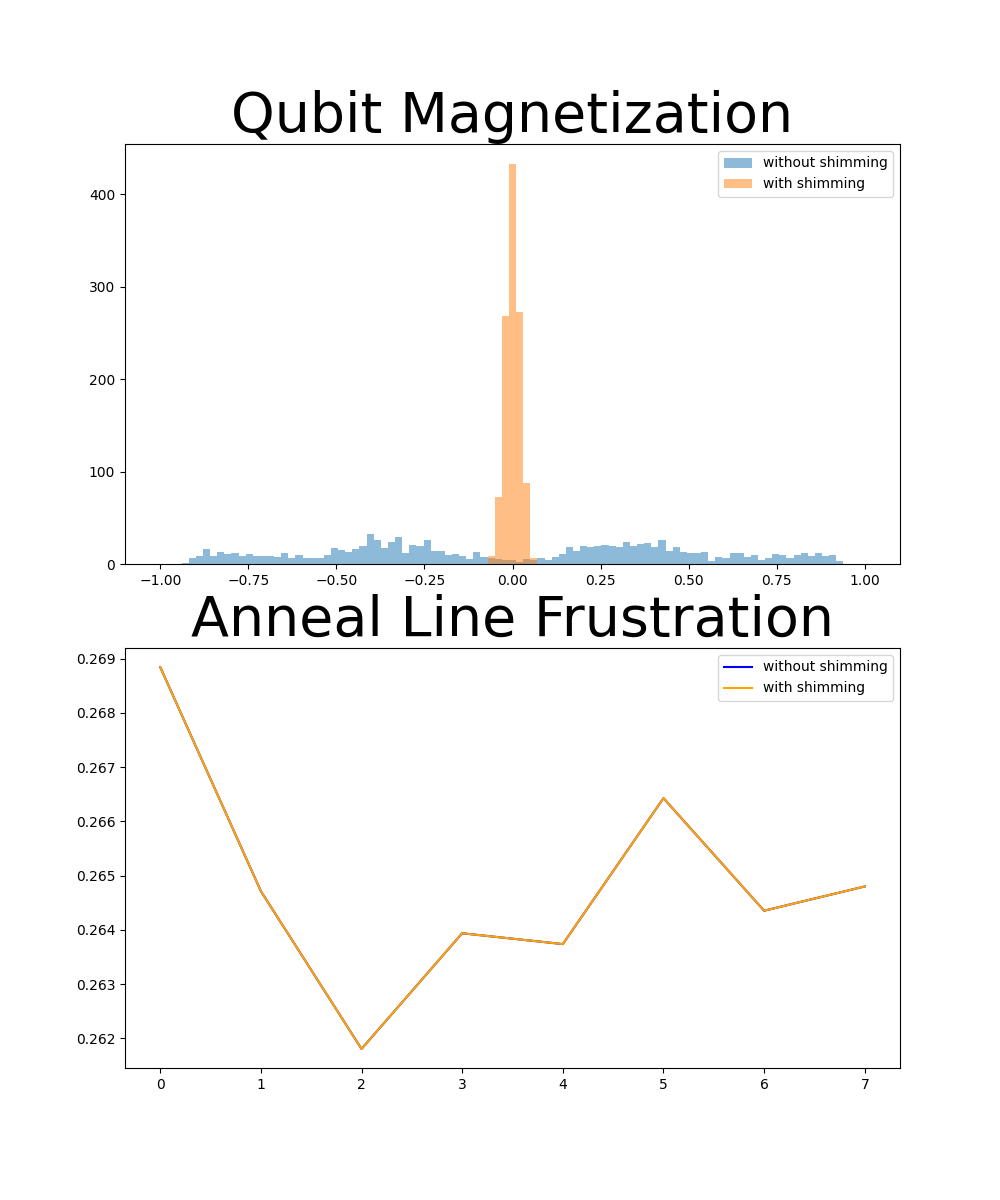 Qubit Magnetization
without shimming
with shimming
400
300
200
100
0
−1.00 −0.75 −0.50 −0.25 0.00 0.25 0.50 0.75 1.00
Anneal Line Frustration
without shimming
with shimming
0.269
0.268
0.267
0.266
0.265
0.264
0.263
0.262
0 1 2 3 4 5 6 7